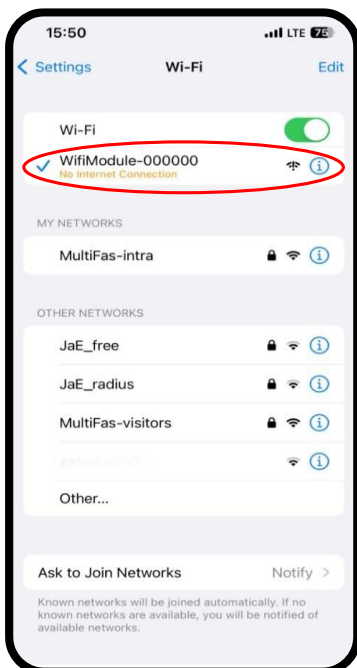 15:50 LTE 75
Settings Wi-Fi Edit
Wi-Fi
WifiModule-000000
No Internet Connection
MY NETWORKS
MultiFas-intra
OTHER NETWORKS
JaE_free
JaE_radius
MultiFas-visitors
Other...
Ask to Join Networks Notify >
Known networks will be joined automatically. If no
known networks are available, you will be notified of
available networks.